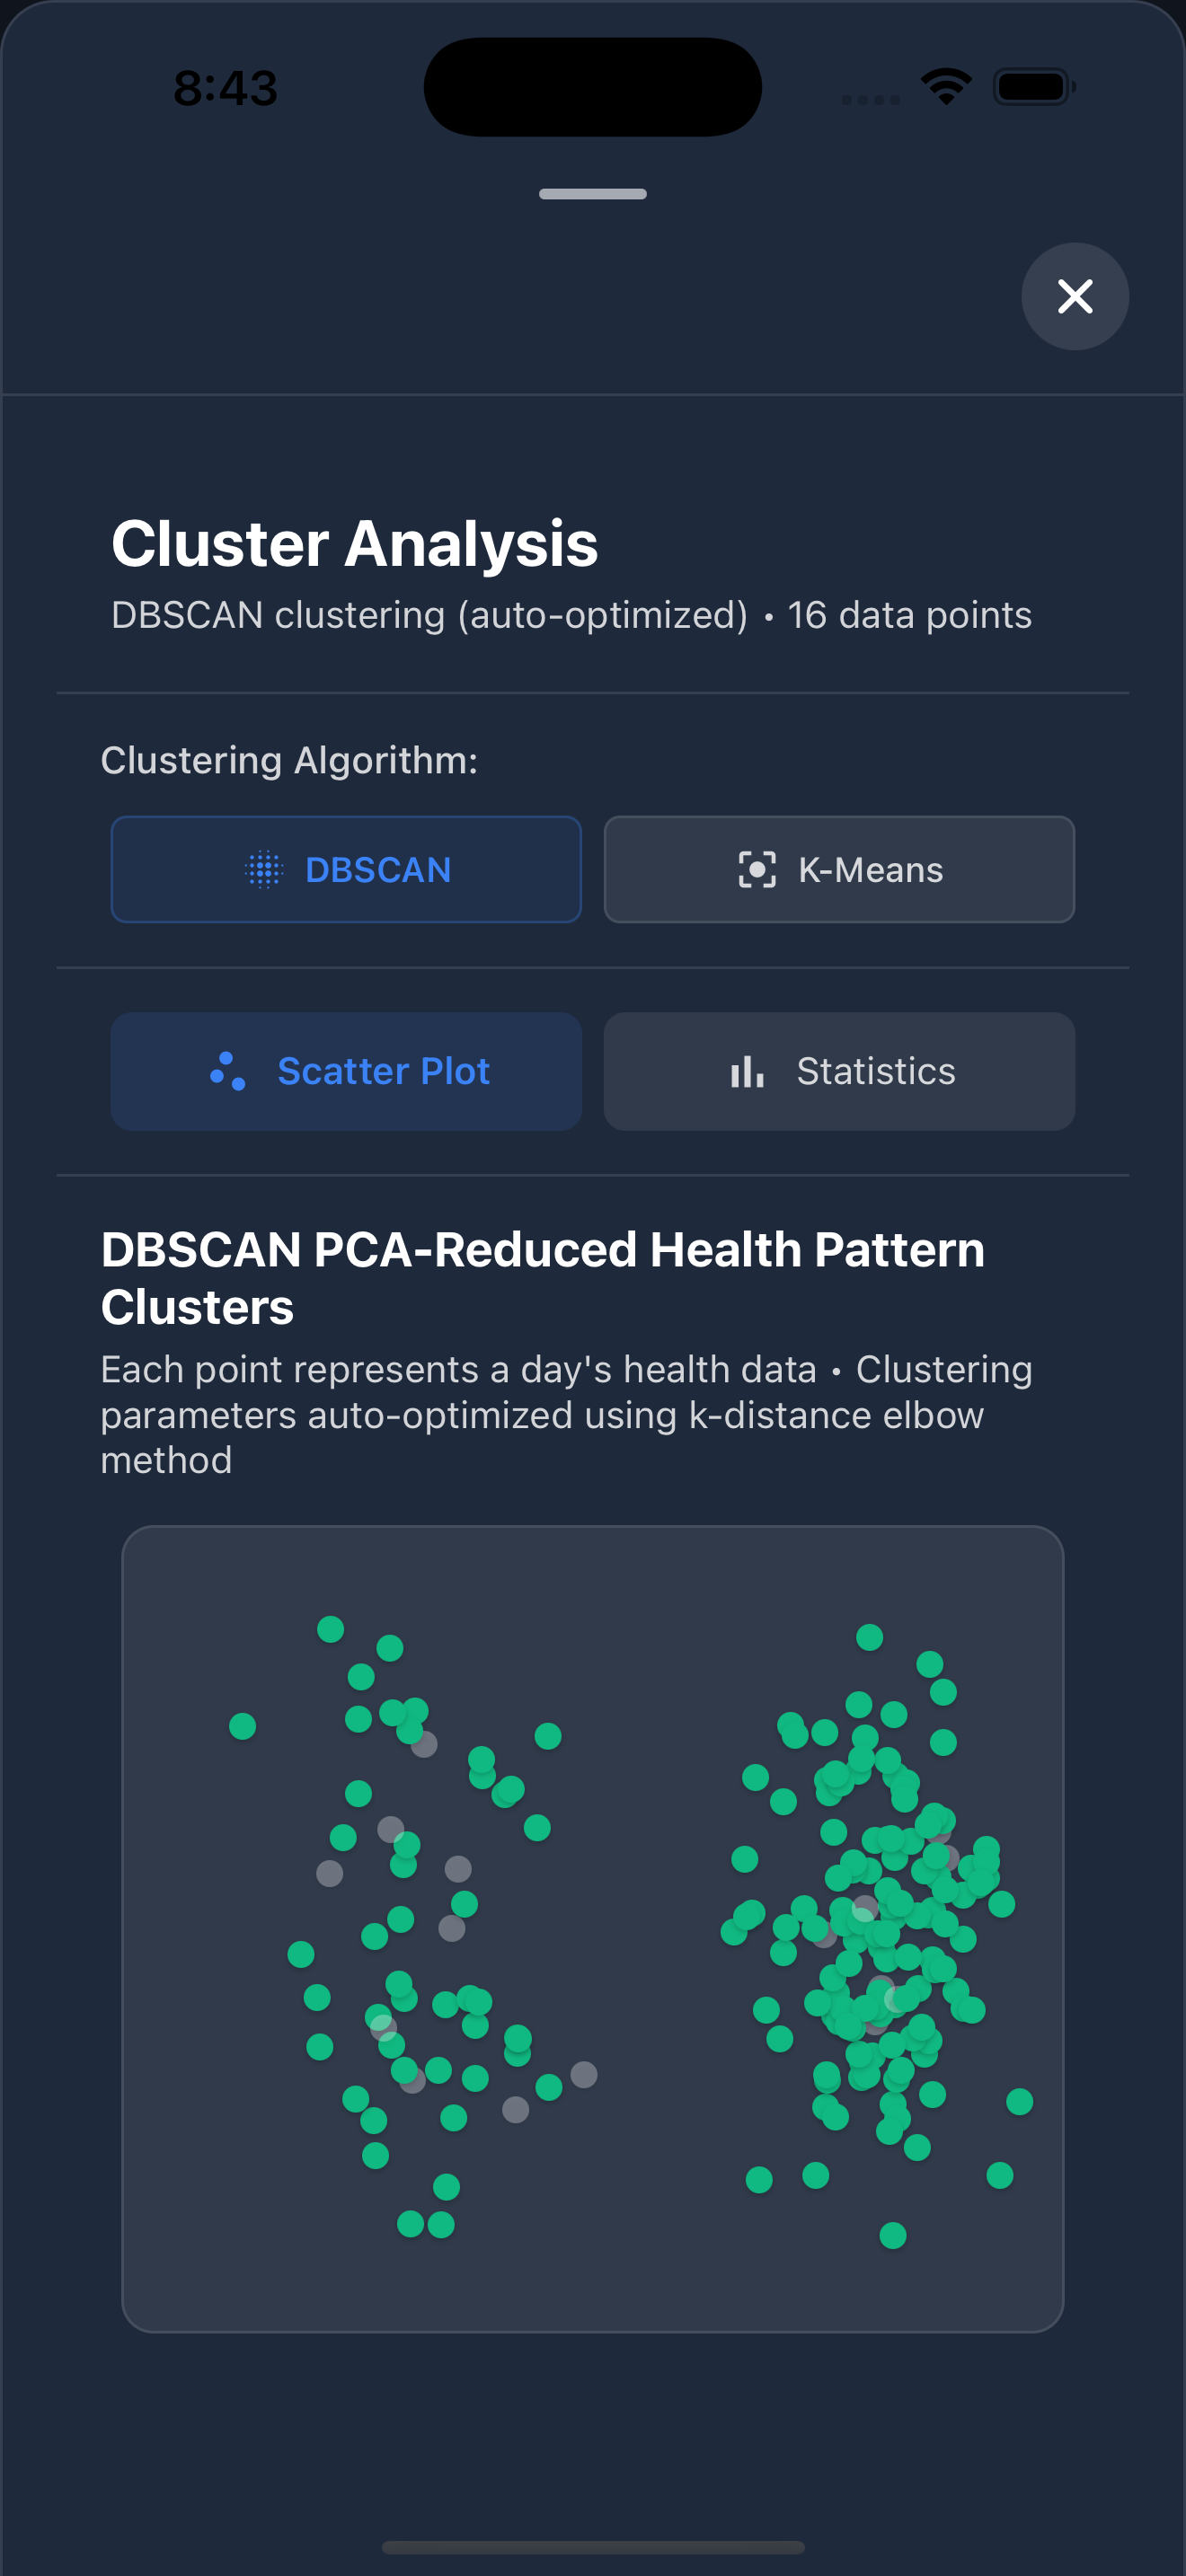 8:43
Cluster Analysis
DBSCAN clustering (auto-optimized) • 16 data points
Clustering Algorithm:
DBSCAN
K-Means
Scatter Plot
Statistics
DBSCAN PCA-Reduced Health Pattern
Clusters
Each point represents a day's health data • Clustering
parameters auto-optimized using k-distance elbow
method